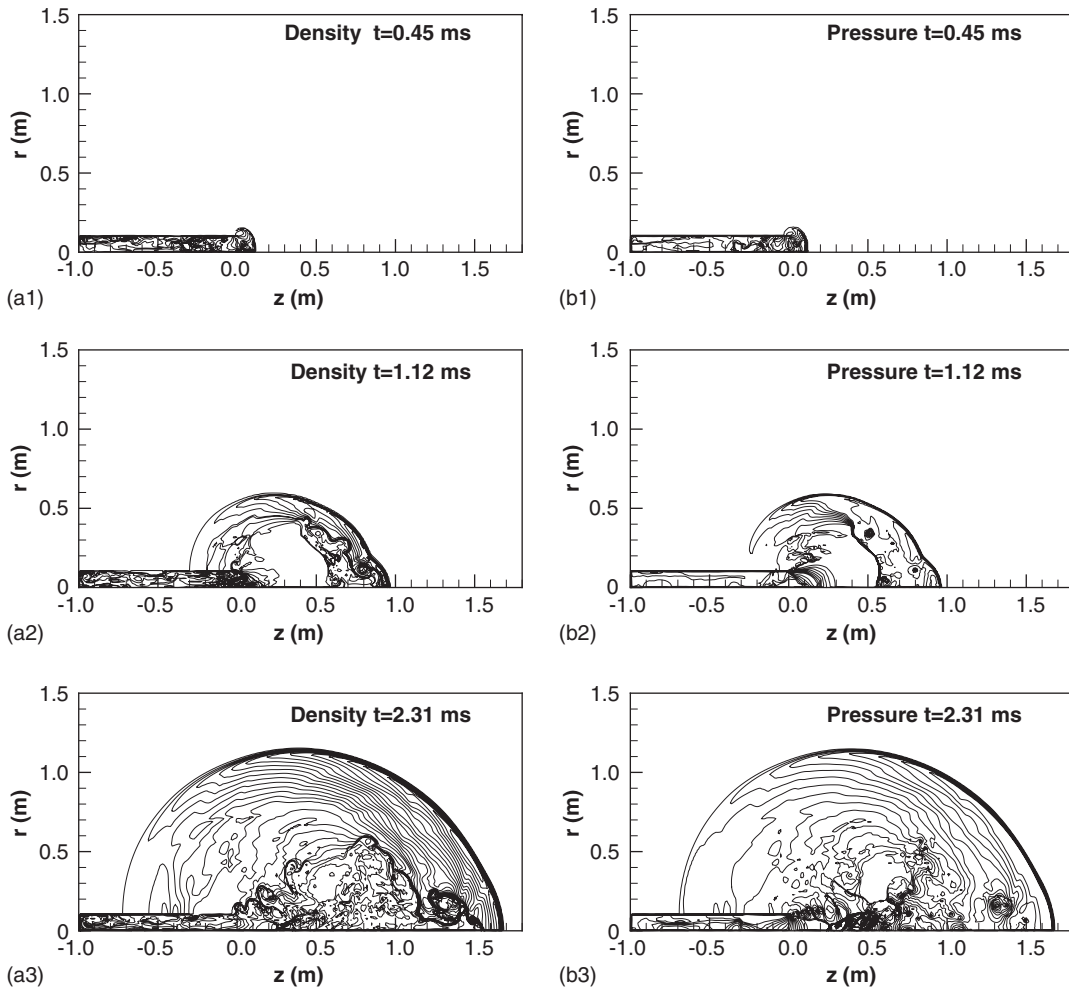 1.5
Density t=0.45 ms
r (m)
1.0
0.5
0
-1.0 -0.5 0.0 0.5 1.0 1.5
z (m)
(a1)
1.5
Pressure t=0.45 ms
r (m)
1.0
0.5
0
-1.0 -0.5 0.0 0.5 1.0 1.5
z (m)
(b1)
1.5
Density t=1.12 ms
r (m)
1.0
0.5
0
-1.0 -0.5 0.0 0.5 1.0 1.5
z (m)
(a2)
1.5
Pressure t=1.12 ms
r (m)
1.0
0.5
0
-1.0 -0.5 0.0 0.5 1.0 1.5
z (m)
(b2)
1.5
Density t=2.31 ms
r (m)
1.0
0.5
0
-1.0 -0.5 0.0 0.5 1.0 1.5
z (m)
(a3)
1.5
Pressure t=2.31 ms
r (m)
1.0
0.5
0
-1.0 -0.5 0.0 0.5 1.0 1.5
z (m)
(b3)